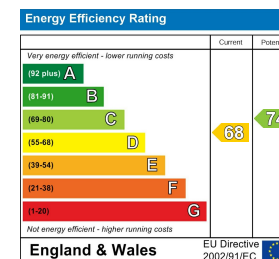 Energy Efficiency Rating
Current
Very energy efficient - lower running costs
(92 plus) A
(81-91) B
(69-80) C
74
(55-68) D
68
(39-54) E
(21-38) F
(1-20) G
Not energy efficient - higher running costs
England & Wales
EU Directive
2002/91/EC